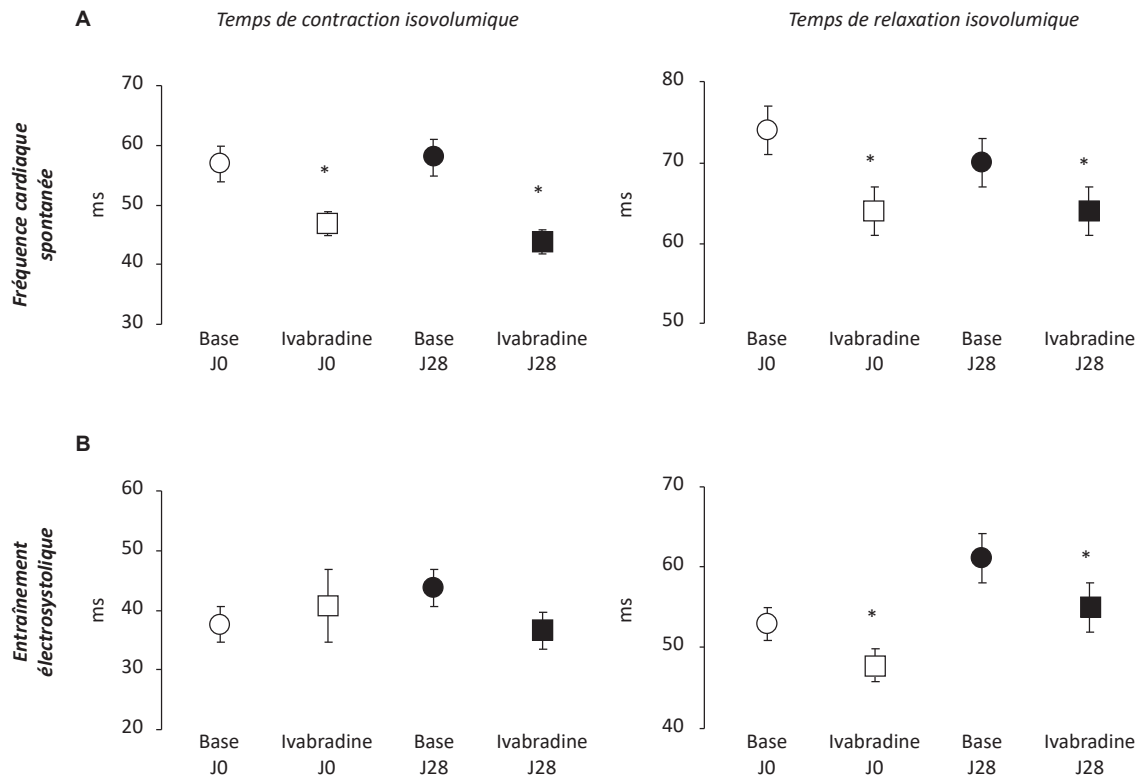 A
Temps de contraction isovolumique
Temps de relaxation isovolumique
Fréquence cardiaque
spontanée
ms
70
60
50
40
30
*
*
Base
J0
Ivabradine
J0
Base
J28
Ivabradine
J28
ms
80
70
60
50
*
*
Base
J0
Ivabradine
J0
Base
J28
Ivabradine
J28
B
Entraînement
électrosystolique
ms
60
50
40
30
20
Base
J0
Ivabradine
J0
Base
J28
Ivabradine
J28
ms
70
60
50
40
*
*
Base
J0
Ivabradine
J0
Base
J28
Ivabradine
J28